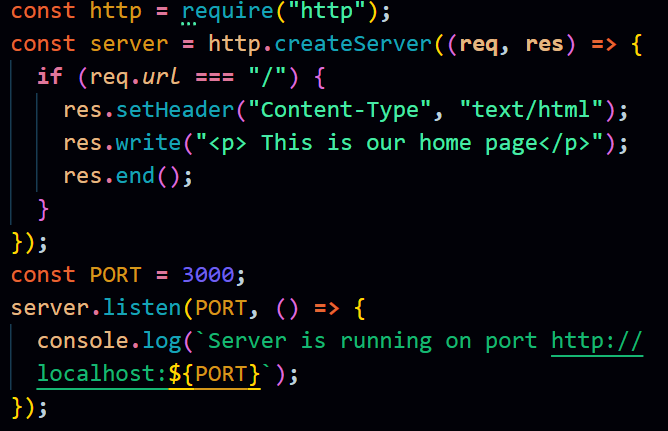 const http = require("http");
const server = http.createServer((req, res) => {
  if (req.url === "/") {
    res.setHeader("Content-Type", "text/html");
    res.write("<p> This is our home page</p>");
    res.end();
  }
});
const PORT = 3000;
server.listen(PORT, () => {
  console.log(`Server is running on port http://
  localhost:${PORT}`);
});